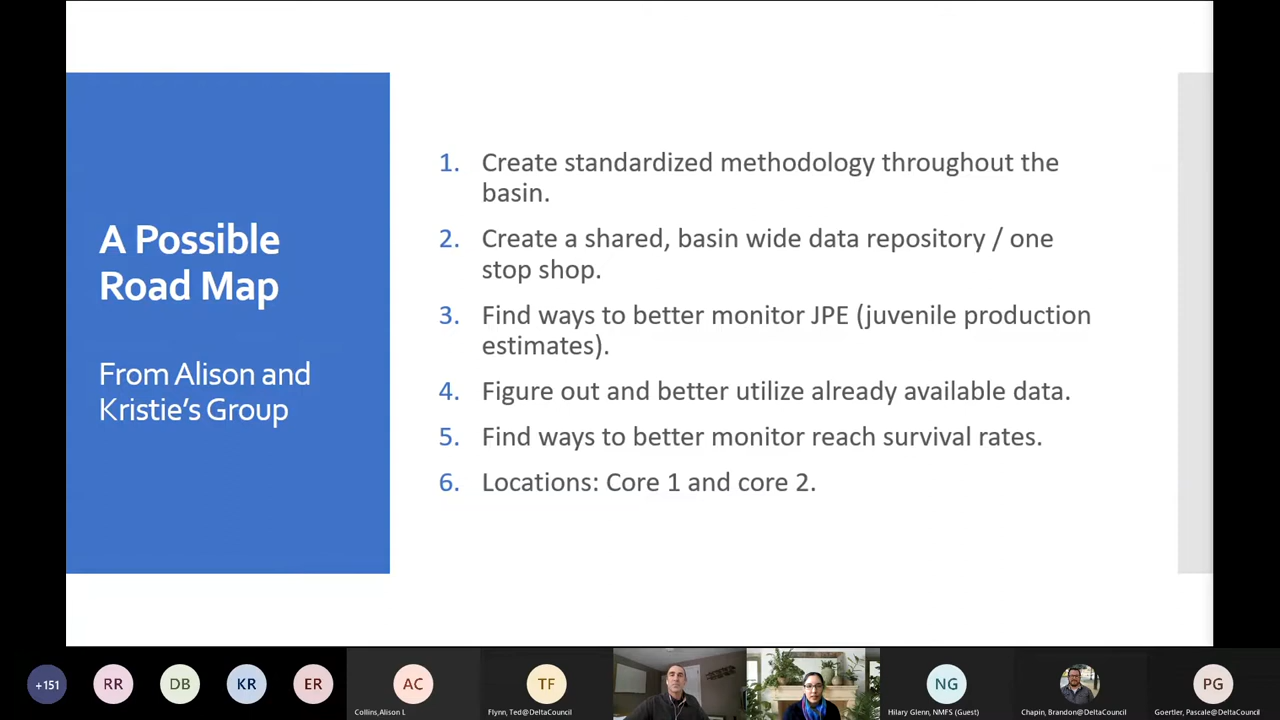 A Possible
Road Map
From Alison and
Kristie's Group
1. Create standardized methodology throughout the
basin.
2. Create a shared, basin wide data repository / one
stop shop.
3. Find ways to better monitor JPE (juvenile production
estimates).
4. Figure out and better utilize already available data.
5. Find ways to better monitor reach survival rates.
6. Locations: Core 1 and core 2.
+151
RR
DB
KR
ER
AC
Collins,Alison L
TF
Flynn, Ted@DeltaCouncil
NG
Hilary Glenn, NMFS (Guest)
Chapin, Brandon@DeltaCouncil
PG
Goertler, Pascale@DeltaCouncil